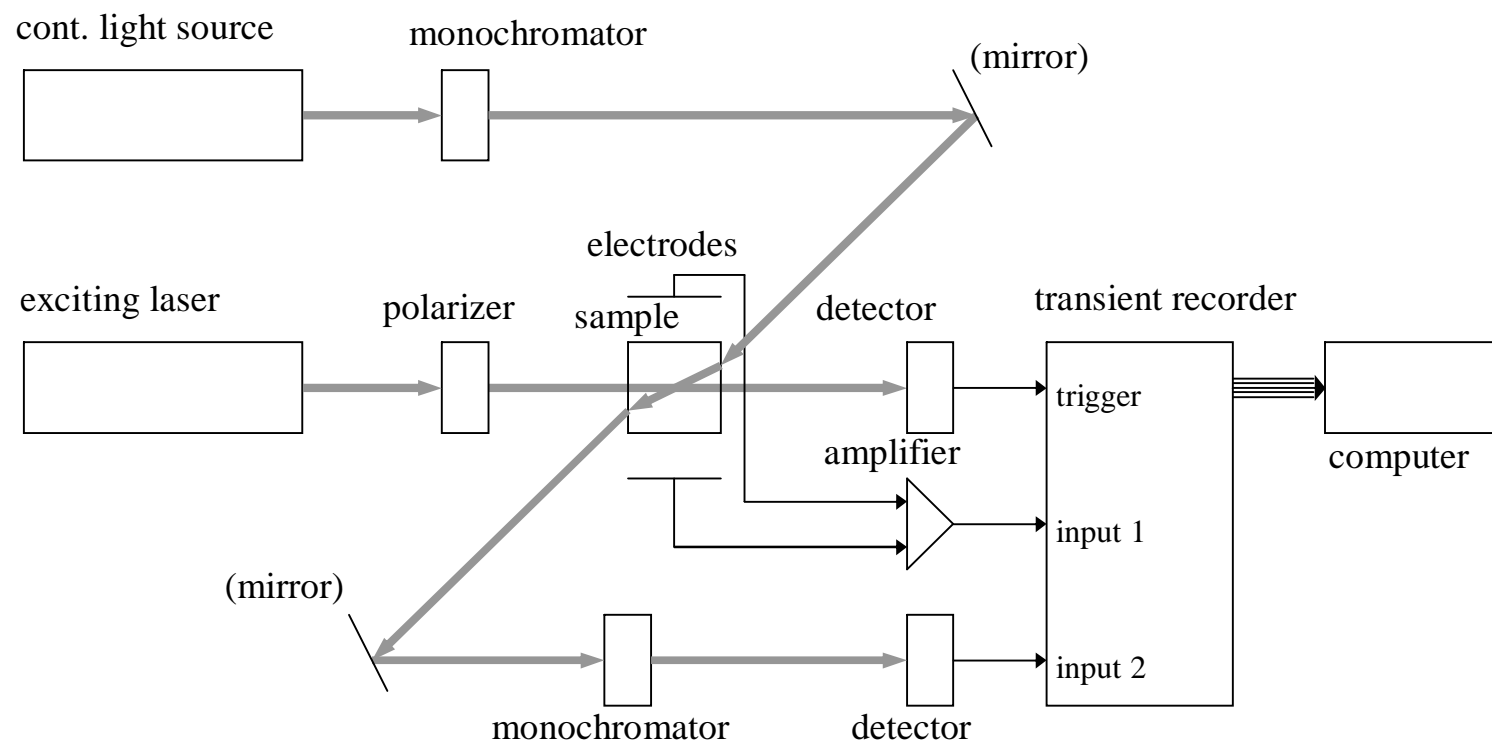 cont. light source
monochromator
(mirror)
electrodes
exciting laser
polarizer
sample
detector
transient recorder
trigger
amplifier
computer
input 1
(mirror)
input 2
monochromator
detector